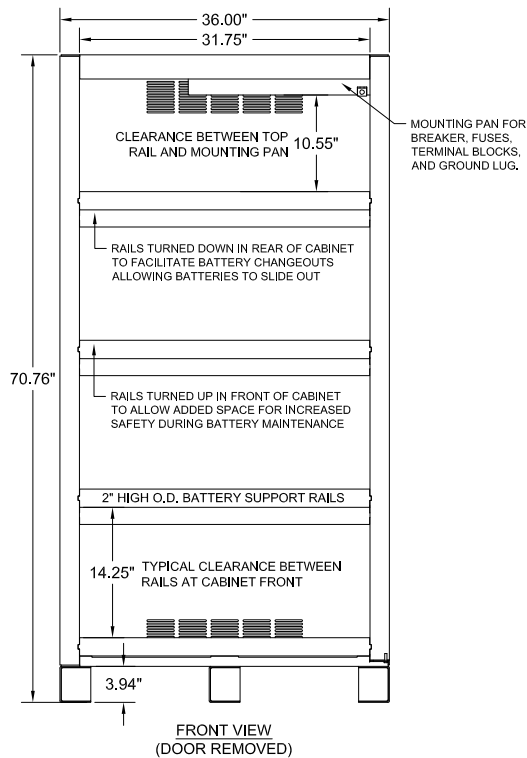 36.00"
31.75"
CLEARANCE BETWEEN TOP
RAIL AND MOUNTING PAN
10.55"
MOUNTING PAN FOR
BREAKER, FUSES,
TERMINAL BLOCKS,
AND GROUND LUG.
RAILS TURNED DOWN IN REAR OF CABINET
TO FACILITATE BATTERY CHANGEOUTS
ALLOWING BATTERIES TO SLIDE OUT
70.76"
RAILS TURNED UP IN FRONT OF CABINET
TO ALLOW ADDED SPACE FOR INCREASED
SAFETY DURING BATTERY MAINTENANCE
2" HIGH O.D. BATTERY SUPPORT RAILS
14.25"
TYPICAL CLEARANCE BETWEEN
RAILS AT CABINET FRONT
3.94"
FRONT VIEW
(DOOR REMOVED)